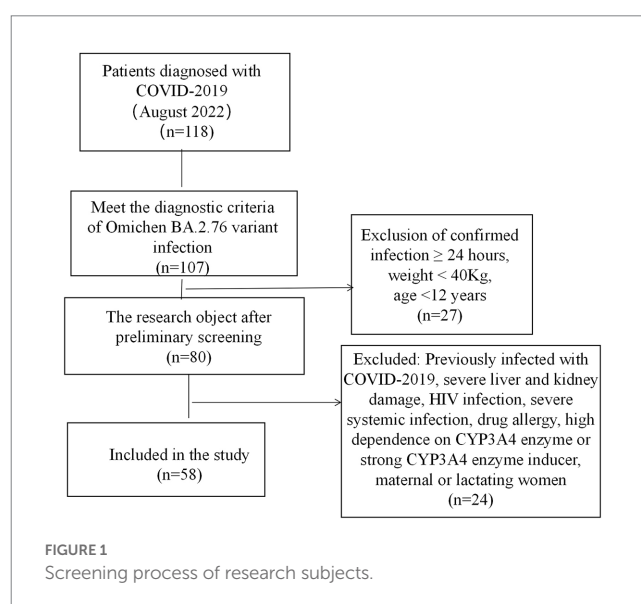 Patients diagnosed with
COVID-2019
(August 2022)
(n=118)
Meet the diagnostic criteria
of Omichen BA.2.76 variant
infection
(n=107)
Exclusion of confirmed
infection ≥ 24 hours,
weight < 40Kg,
age <12 years
(n=27)
The research object after
preliminary screening
(n=80)
Excluded: Previously infected with
COVID-2019, severe liver and kidney
damage, HIV infection, severe
systemic infection, drug allergy, high
dependence on CYP3A4 enzyme or
strong CYP3A4 enzyme inducer,
maternal or lactating women
(n=24)
Included in the study
(n=58)
FIGURE 1
Screening process of research subjects.